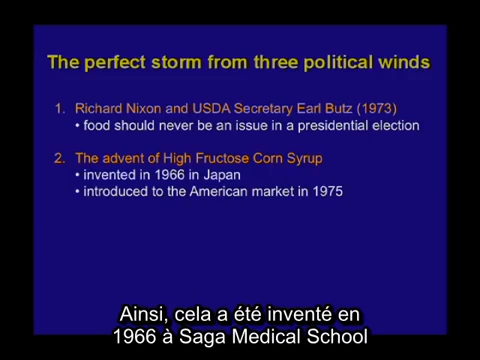 The perfect storm from three political winds
1. Richard Nixon and USDA Secretary Earl Butz (1973)
• food should never be an issue in a presidential election
2. The advent of High Fructose Corn Syrup
• invented in 1966 in Japan
• introduced to the American market in 1975
Ainsi, cela a été inventé en
1966 à Saga Medical School